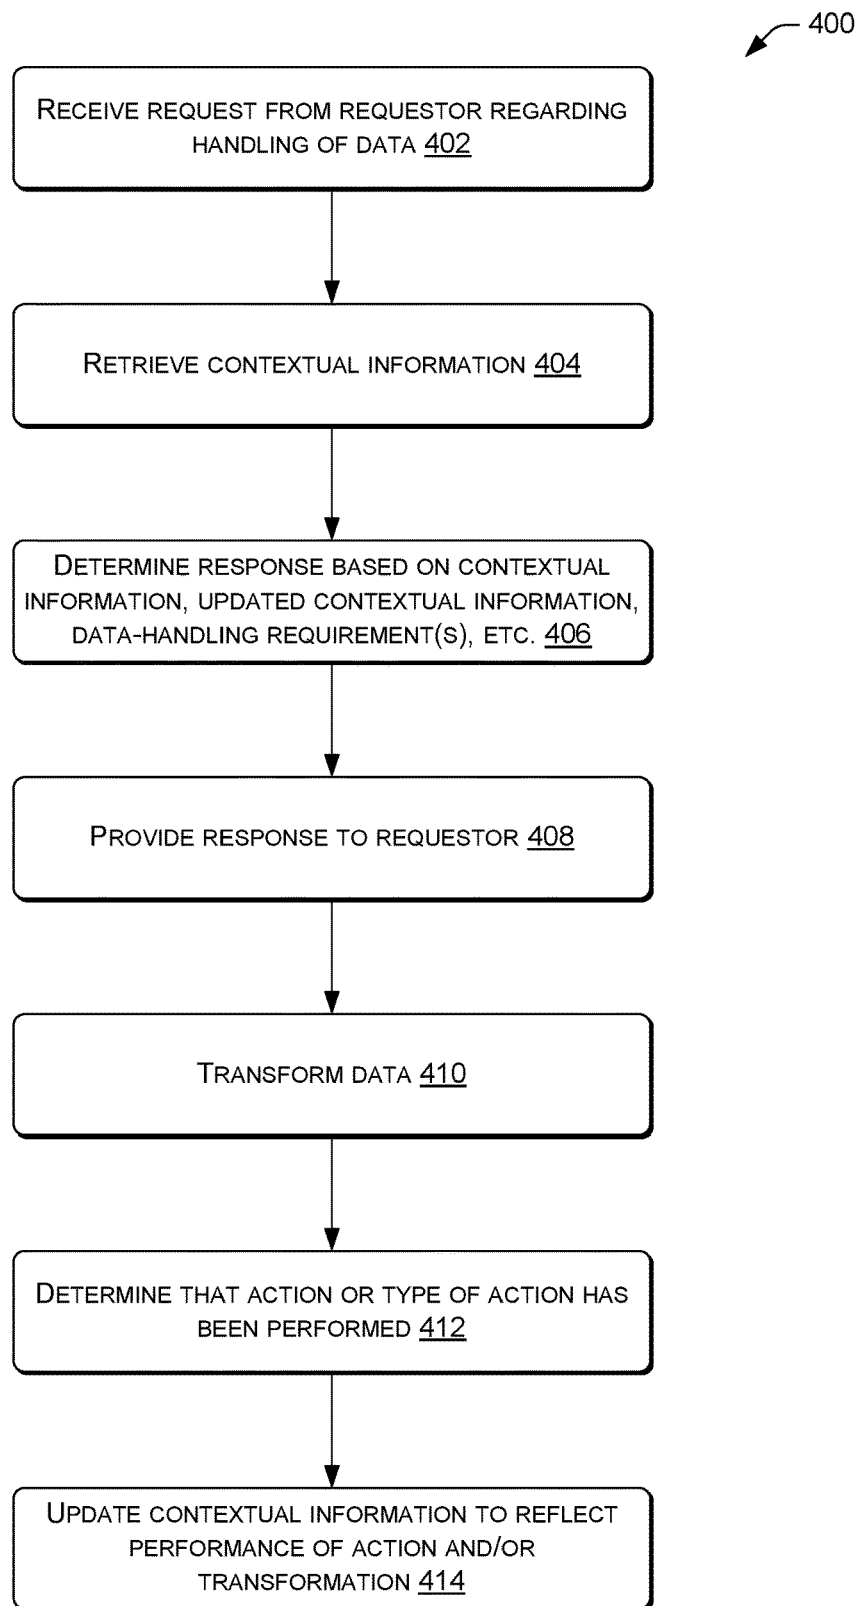 400
RECEIVE REQUEST FROM REQUESTOR REGARDING
HANDLING OF DATA 402
RETRIEVE CONTEXTUAL INFORMATION 404
DETERMINE RESPONSE BASED ON CONTEXTUAL
INFORMATION, UPDATED CONTEXTUAL INFORMATION,
DATA-HANDLING REQUIREMENT(S), ETC. 406
PROVIDE RESPONSE TO REQUESTOR 408
TRANSFORM DATA 410
DETERMINE THAT ACTION OR TYPE OF ACTION HAS
BEEN PERFORMED 412
UPDATE CONTEXTUAL INFORMATION TO REFLECT
PERFORMANCE OF ACTION AND/OR
TRANSFORMATION 414